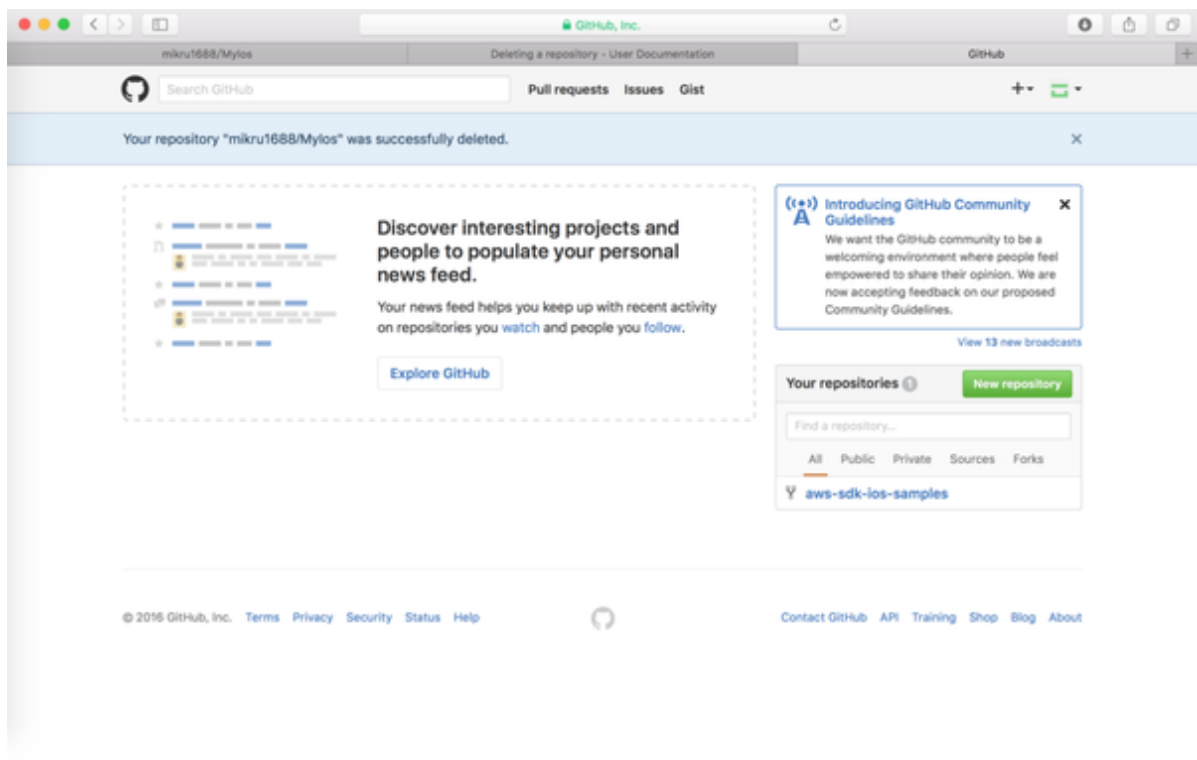 GitHub, Inc.
mikru1688/Mylos
Deleting a repository - User Documentation
GitHub
Search GitHub
Pull requests Issues Gist
Your repository "mikru1688/Mylos" was successfully deleted.
Discover interesting projects and
people to populate your personal
news feed.
Your news feed helps you keep up with recent activity
on repositories you watch and people you follow.
Explore GitHub
Introducing GitHub Community
Guidelines
We want the GitHub community to be a
welcoming environment where people feel
empowered to share their opinion. We are
now accepting feedback on our proposed
Community Guidelines.
View 13 new broadcasts
Your repositories 1
New repository
Find a repository...
All Public Private Sources Forks
aws-sdk-ios-samples
© 2016 GitHub, Inc. Terms Privacy Security Status Help
Contact GitHub API Training Shop Blog About